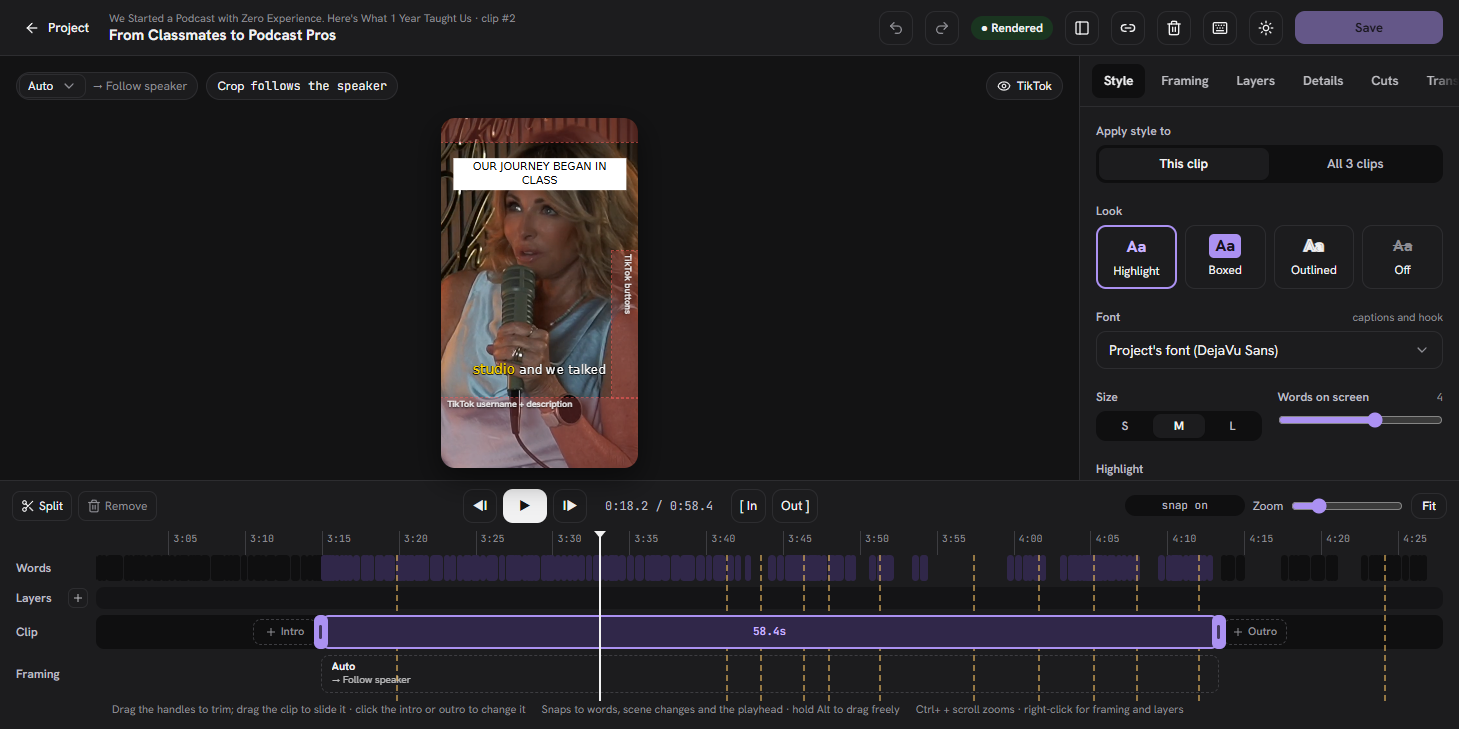 Project
We Started a Podcast with Zero Experience. Here's What 1 Year Taught Us · clip #2
From Classmates to Podcast Pros
Rendered
Save
Auto → Follow speaker
Crop follows the speaker
TikTok
OUR JOURNEY BEGAN IN
CLASS
TikTok buttons
studio and we talked
TikTok username + description
Style Framing Layers Details Cuts Tran
Apply style to
This clip All 3 clips
Look
Aa Aa Aa Aa
Highlight Boxed Outlined Off
Font captions and hook
Project's font (DejaVu Sans)
Size Words on screen 4
S M L
Highlight
Split Remove
0:18.2 / 0:58.4
[ In Out ]
snap on Zoom Fit
3:05 3:10 3:15 3:20 3:25 3:30 3:35 3:40 3:45 3:50 3:55 4:00 4:05 4:10 4:15 4:20 4:25
Words
Layers +
Clip + Intro 58.4s + Outro
Framing
Auto
→ Follow speaker
Drag the handles to trim; drag the clip to slide it · click the intro or outro to change it Snaps to words, scene changes and the playhead · hold Alt to drag freely Ctrl+ + scroll zooms · right-click for framing and layers